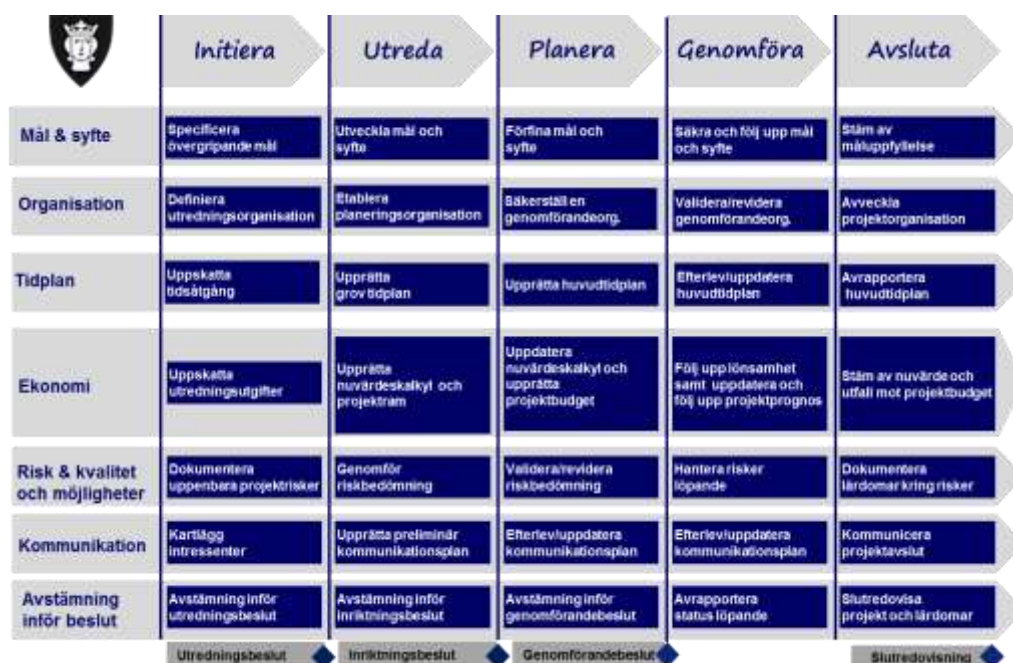 Initiera
Utreda
Planera
Genomföra
Avsluta
Mål & syfte
Specificera
övergripande mål
Utveckla mål och
syfte
Förfina mål och
syfte
Säkra och följ upp mål
och syfte
Stäm av
måluppfyllelse
Organisation
Definiera
utredningsorganisation
Etablera
planeringsorganisation
Säkerställ en
genomförandeorg.
Validera/revidera
genomförandeorg.
Avveckla
projektorganisation
Tidplan
Uppskatta
tidsåtgång
Upprätta
grov tidplan
Upprätta huvudtidplan
Efterlev/uppdatera
huvudtidplan
Avrapportera
huvudtidplan
Ekonomi
Uppskatta
utredningsutgifter
Upprätta
nuvärdeskalkyl och
projektram
Uppdatera
nuvärdeskalkyl och
upprätta
projektbudget
Följ upp lönsamhet
samt uppdatera och
följ upp projektprognos
Stäm av nuvärde och
utfall mot projektbudget
Risk & kvalitet
och möjligheter
Dokumentera
uppenbara projektrisker
Genomför
riskbedömning
Validera/revidera
riskbedömning
Hantera risker
löpande
Dokumentera
lärdomar kring risker
Kommunikation
Kartlägg
intressenter
Upprätta preliminär
kommunikationsplan
Efterlev/uppdatera
kommunikationsplan
Efterlev/uppdatera
kommunikationsplan
Kommunicera
projektavslut
Avstämning
inför beslut
Avstämning inför
utredningsbeslut
Avstämning inför
inriktningsbeslut
Avstämning inför
genomförandebeslut
Avrapportera
status löpande
Slutredovisa
projekt och lärdomar
Utredningsbeslut
Inriktningsbeslut
Genomförandebeslut
Slutredovisning